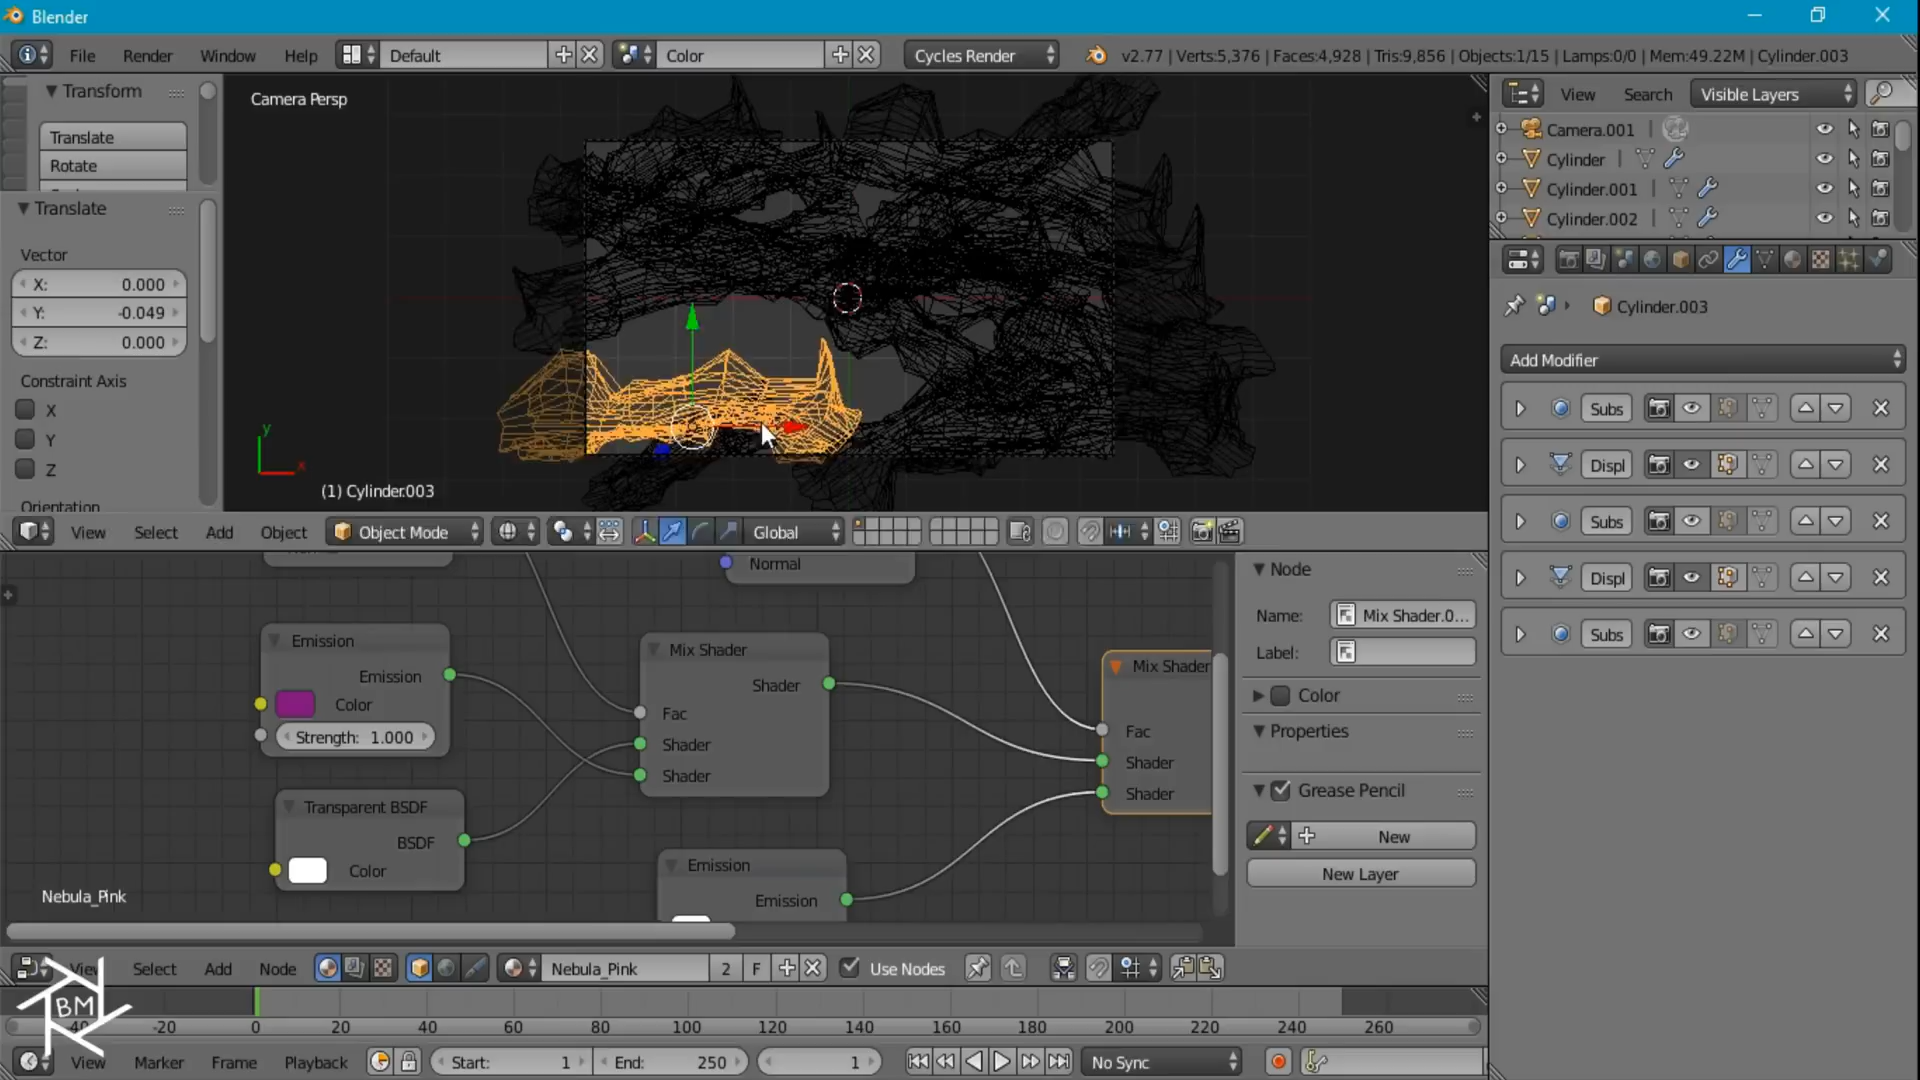 Blender
File Render Window Help Default Color Cycles Render v2.77 | Verts:5,376 | Faces:4,928 | Tris:9,856 | Objects:1/15 | Lamps:0/0 | Mem:49.22M | Cylinder.003
Transform
Translate
Rotate
Translate
Vector
X: 0.000
Y: -0.049
Z: 0.000
Constraint Axis
X
Y
Z
Orientation
Camera Persp
y
x
(1) Cylinder.003
View Select Add Object Object Mode Global
View Search Visible Layers
Camera.001
Cylinder
Cylinder.001
Cylinder.002
Cylinder.003
Add Modifier
Subs
Displ
Subs
Displ
Subs
Normal
Emission
Emission
Color
Strength: 1.000
Transparent BSDF
BSDF
Color
Mix Shader
Shader
Fac
Shader
Shader
Emission
Emission
Mix Shader
Fac
Shader
Shader
Nebula_Pink
Node
Name: Mix Shader.0...
Label:
Color
Properties
Grease Pencil
New
New Layer
View Select Add Node Nebula_Pink 2 F Use Nodes
BM
-40 -20 0 20 40 60 80 100 120 140 160 180 200 220 240 260
View Marker Frame Playback Start: 1 End: 250 1 No Sync